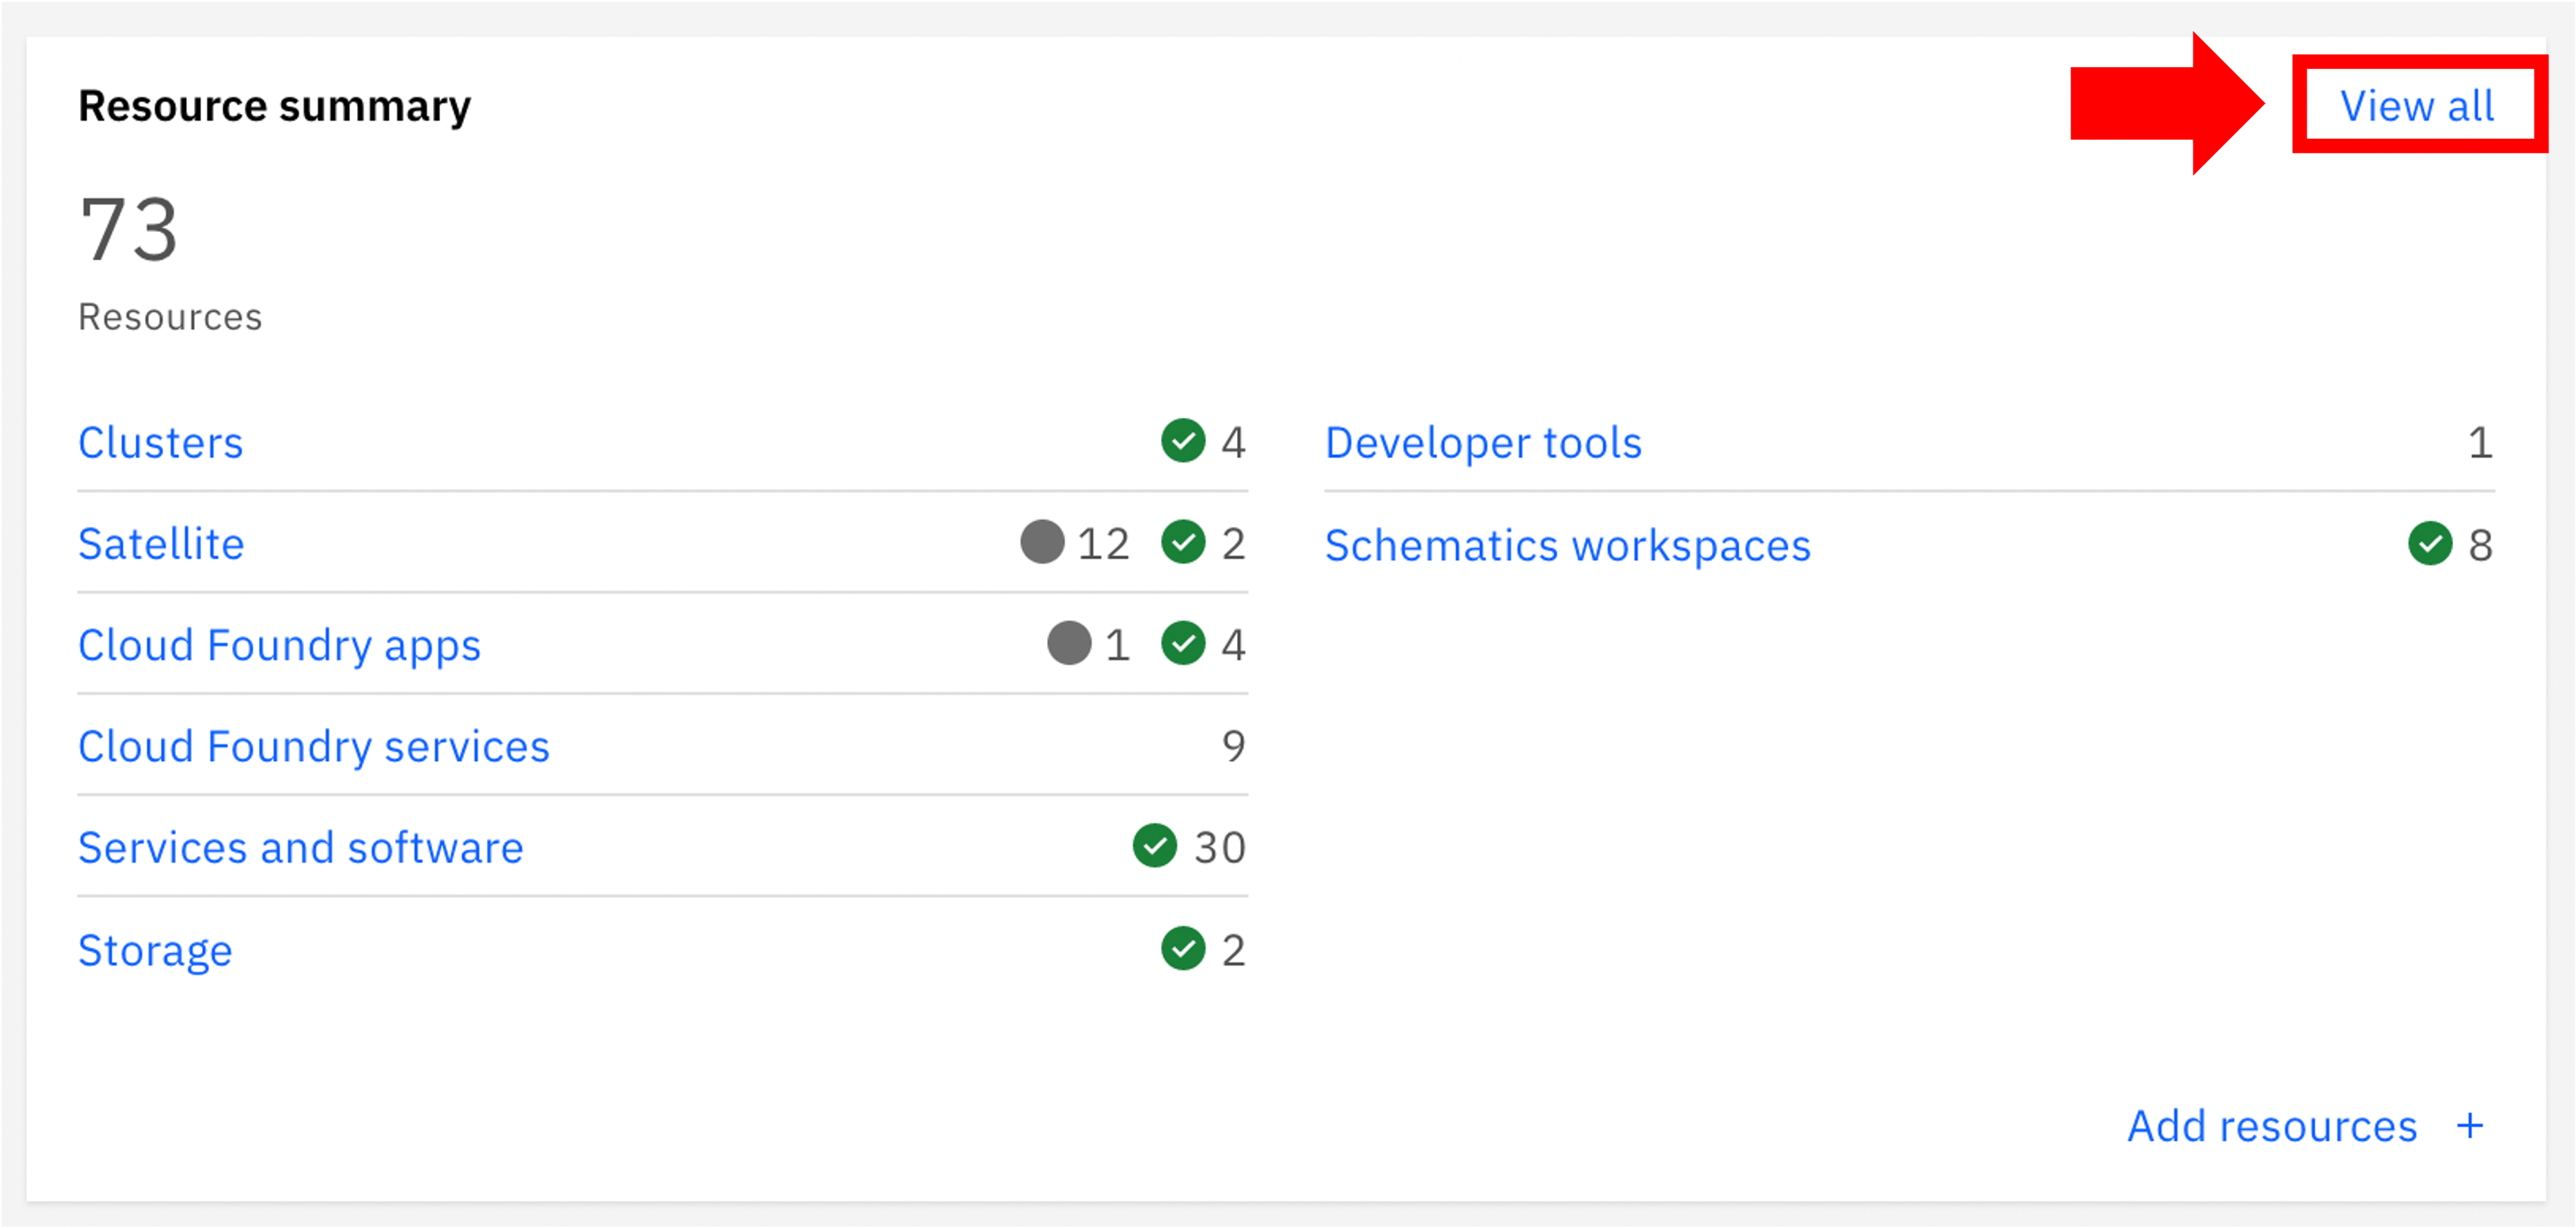 Resource summary
View all
73
Resources
Clusters 4
Satellite 12 2
Cloud Foundry apps 1 4
Cloud Foundry services 9
Services and software 30
Storage 2
Developer tools 1
Schematics workspaces 8
Add resources +